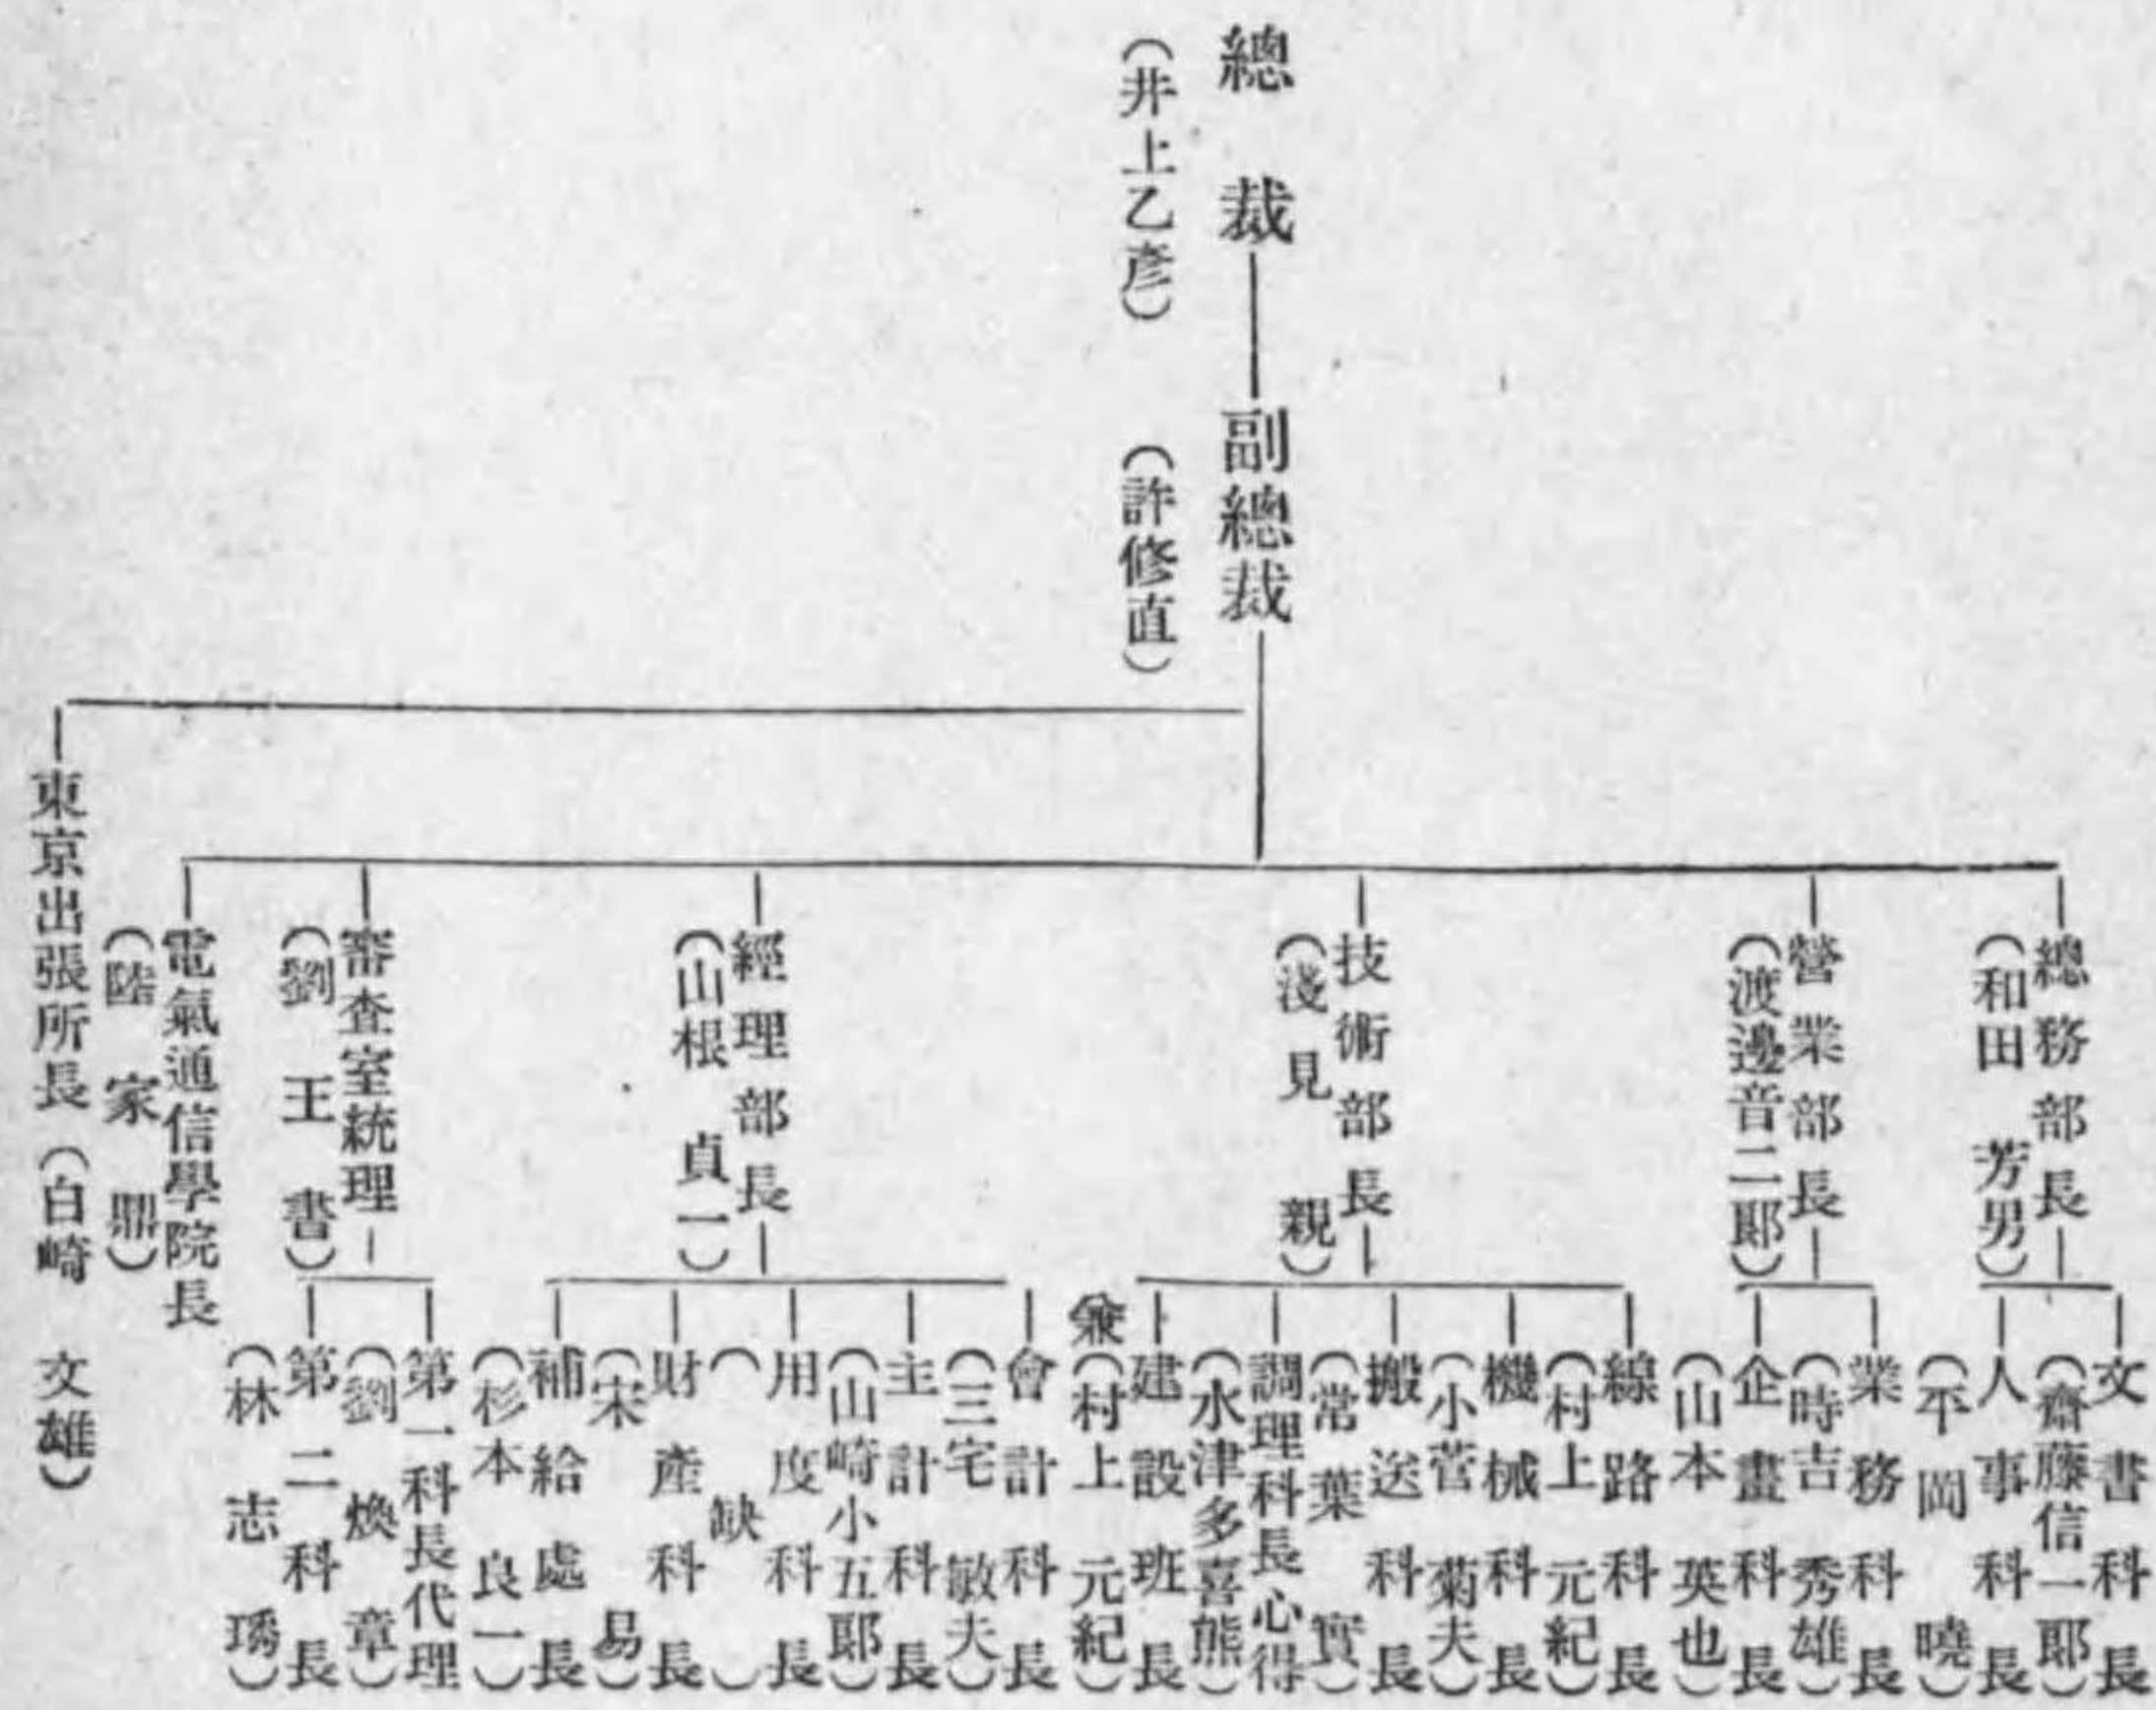 總裁
(井上乙彥)
副總裁
(許修直)
總務部長
(和田芳男)
文書科長
(齋藤信一郎)
人事科長
(平岡曉)
營業部長
(渡邊音二郎)
業務科長
(時吉秀雄)
企畫科長
(山本英也)
技術部長
(淺見親)
線路科長
(村上元紀)
機械科長
(小菅菊夫)
搬送科長
(常葉實)
調理科長心得
(水津多喜熊)
建設班長
(兼)(村上元紀)
經理部長
(山根貞一)
會計科長
(三宅敏夫)
主計科長
(山崎小五郎)
用度科長
(缺)
財產科長
(宋易)
補給處長
(杉本良一)
審查室統理
(劉王書)
第一科長代理
(劉煥章)
第二科長
(林志琇)
電氣通信學院長
(陸家鼎)
東京出張所長(白崎文雄)